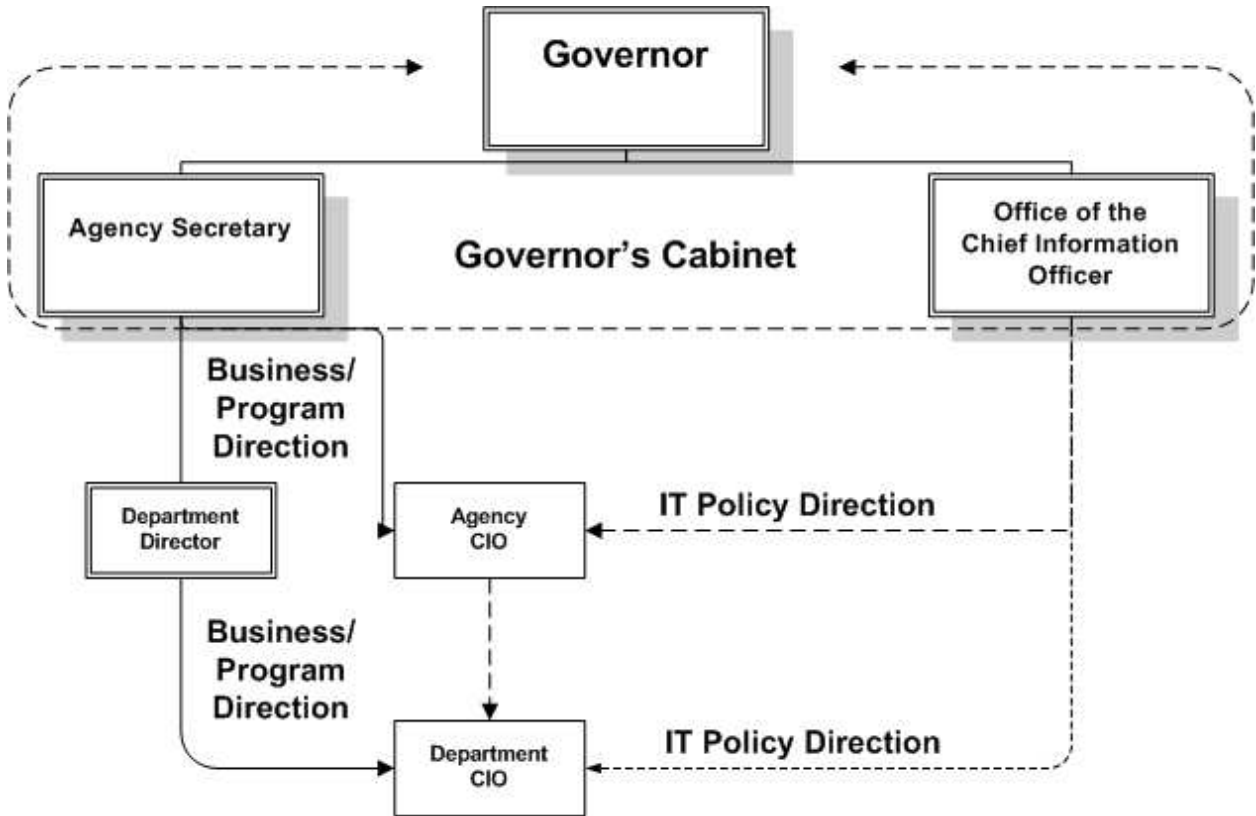 Governor
Agency Secretary
Governor's Cabinet
Office of the
Chief Information
Officer
Business/
Program
Direction
Department
Director
Agency
CIO
IT Policy Direction
Business/
Program
Direction
Department
CIO
IT Policy Direction